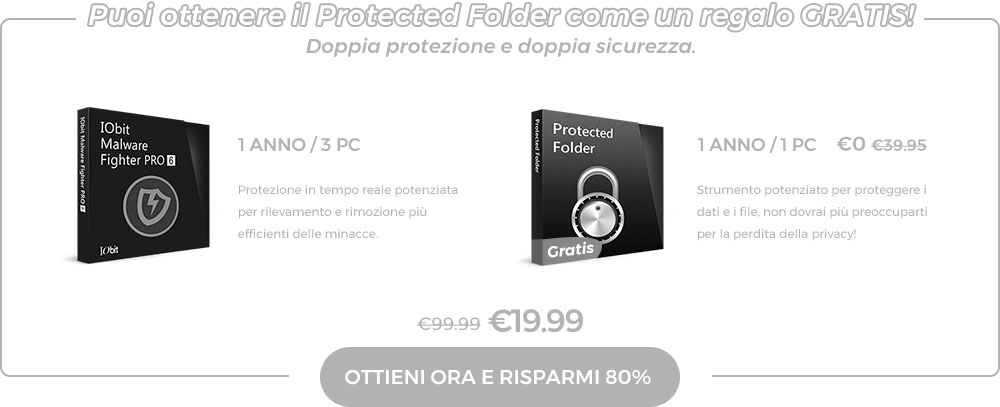 Puoi ottenere il Protected Folder come un regalo GRATIS!
Doppia protezione e doppia sicurezza.
IObit Malware Fighter PRO 6
IObit
Malware
Fighter PRO 6
IObit
1 ANNO / 3 PC
Protezione in tempo reale potenziata
per rilevamento e rimozione più
efficienti delle minacce.
Protected Folder
Protected
Folder
Gratis
1 ANNO / 1 PC €0 €39.95
Strumento potenziato per proteggere i
dati e i file, non dovrai più preoccuparti
per la perdita della privacy!
€99.99 €19.99
OTTIENI ORA E RISPARMI 80%